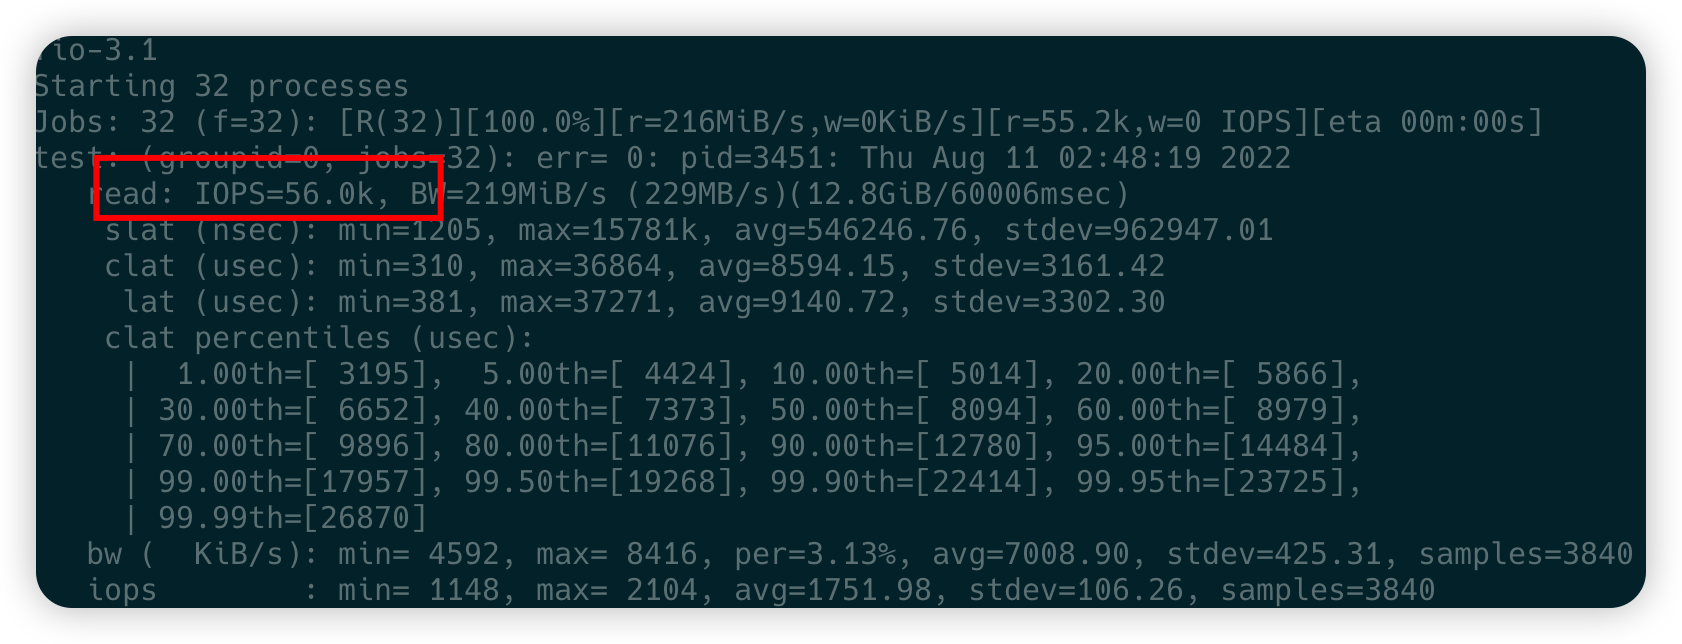 fio-3.1
Starting 32 processes
Jobs: 32 (f=32): [R(32)][100.0%][r=216MiB/s,w=0KiB/s][r=55.2k,w=0 IOPS][eta 00m:00s]
test: (groupid=0, jobs=32): err= 0: pid=3451: Thu Aug 11 02:48:19 2022
read: IOPS=56.0k, BW=219MiB/s (229MB/s)(12.8GiB/60006msec)
slat (nsec): min=1205, max=15781k, avg=546246.76, stdev=962947.01
clat (usec): min=310, max=36864, avg=8594.15, stdev=3161.42
lat (usec): min=381, max=37271, avg=9140.72, stdev=3302.30
clat percentiles (usec):
|  1.00th=[ 3195],  5.00th=[ 4424], 10.00th=[ 5014], 20.00th=[ 5866],
| 30.00th=[ 6652], 40.00th=[ 7373], 50.00th=[ 8094], 60.00th=[ 8979],
| 70.00th=[ 9896], 80.00th=[11076], 90.00th=[12780], 95.00th=[14484],
| 99.00th=[17957], 99.50th=[19268], 99.90th=[22414], 99.95th=[23725],
| 99.99th=[26870]
bw (  KiB/s): min= 4592, max= 8416, per=3.13%, avg=7008.90, stdev=425.31, samples=3840
iops        : min= 1148, max= 2104, avg=1751.98, stdev=106.26, samples=3840